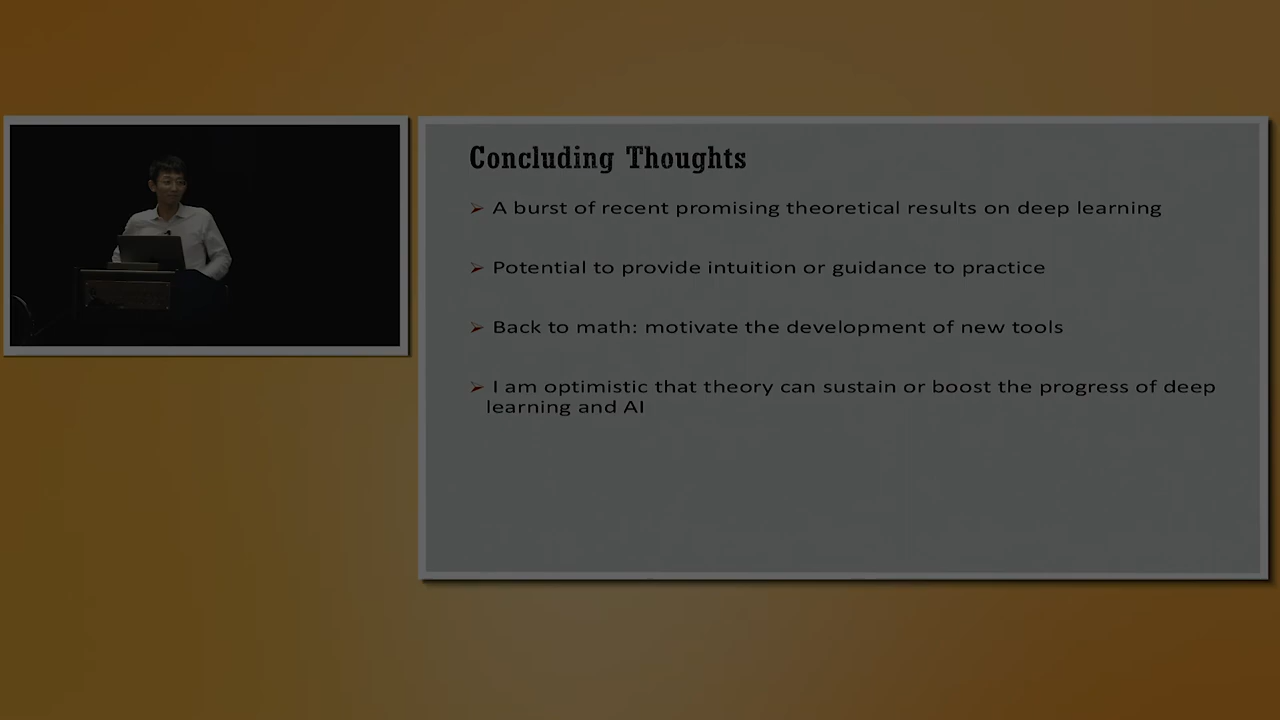 Concluding Thoughts
➢ A burst of recent promising theoretical results on deep learning
➢ Potential to provide intuition or guidance to practice
➢ Back to math: motivate the development of new tools
➢ I am optimistic that theory can sustain or boost the progress of deep
learning and AI